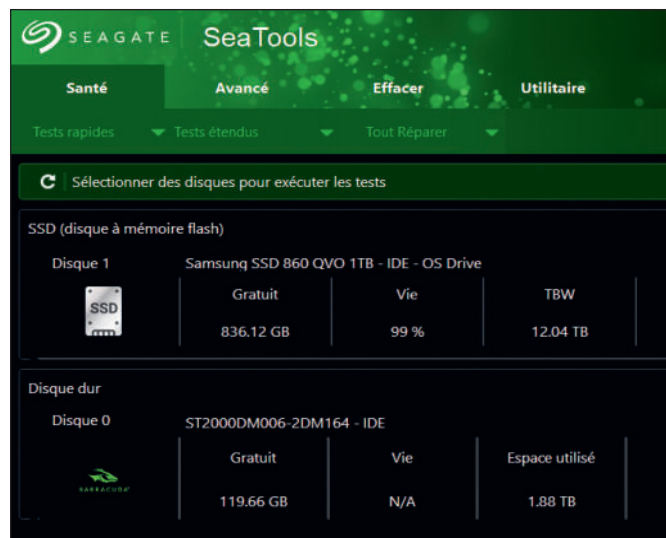 SEAGATE SeaTools
Santé Avancé Effacer Utilitaire
Tests rapides Tests étendus Tout Réparer
Sélectionner des disques pour exécuter les tests
SSD (disque à mémoire flash)
Disque 1 Samsung SSD 860 QVO 1TB - IDE - OS Drive
SSD
Gratuit Vie TBW
836.12 GB 99 % 12.04 TB
Disque dur
Disque 0 ST2000DM006-2DM164 - IDE
Gratuit Vie Espace utilisé
BARRACUDA
119.66 GB N/A 1.88 TB